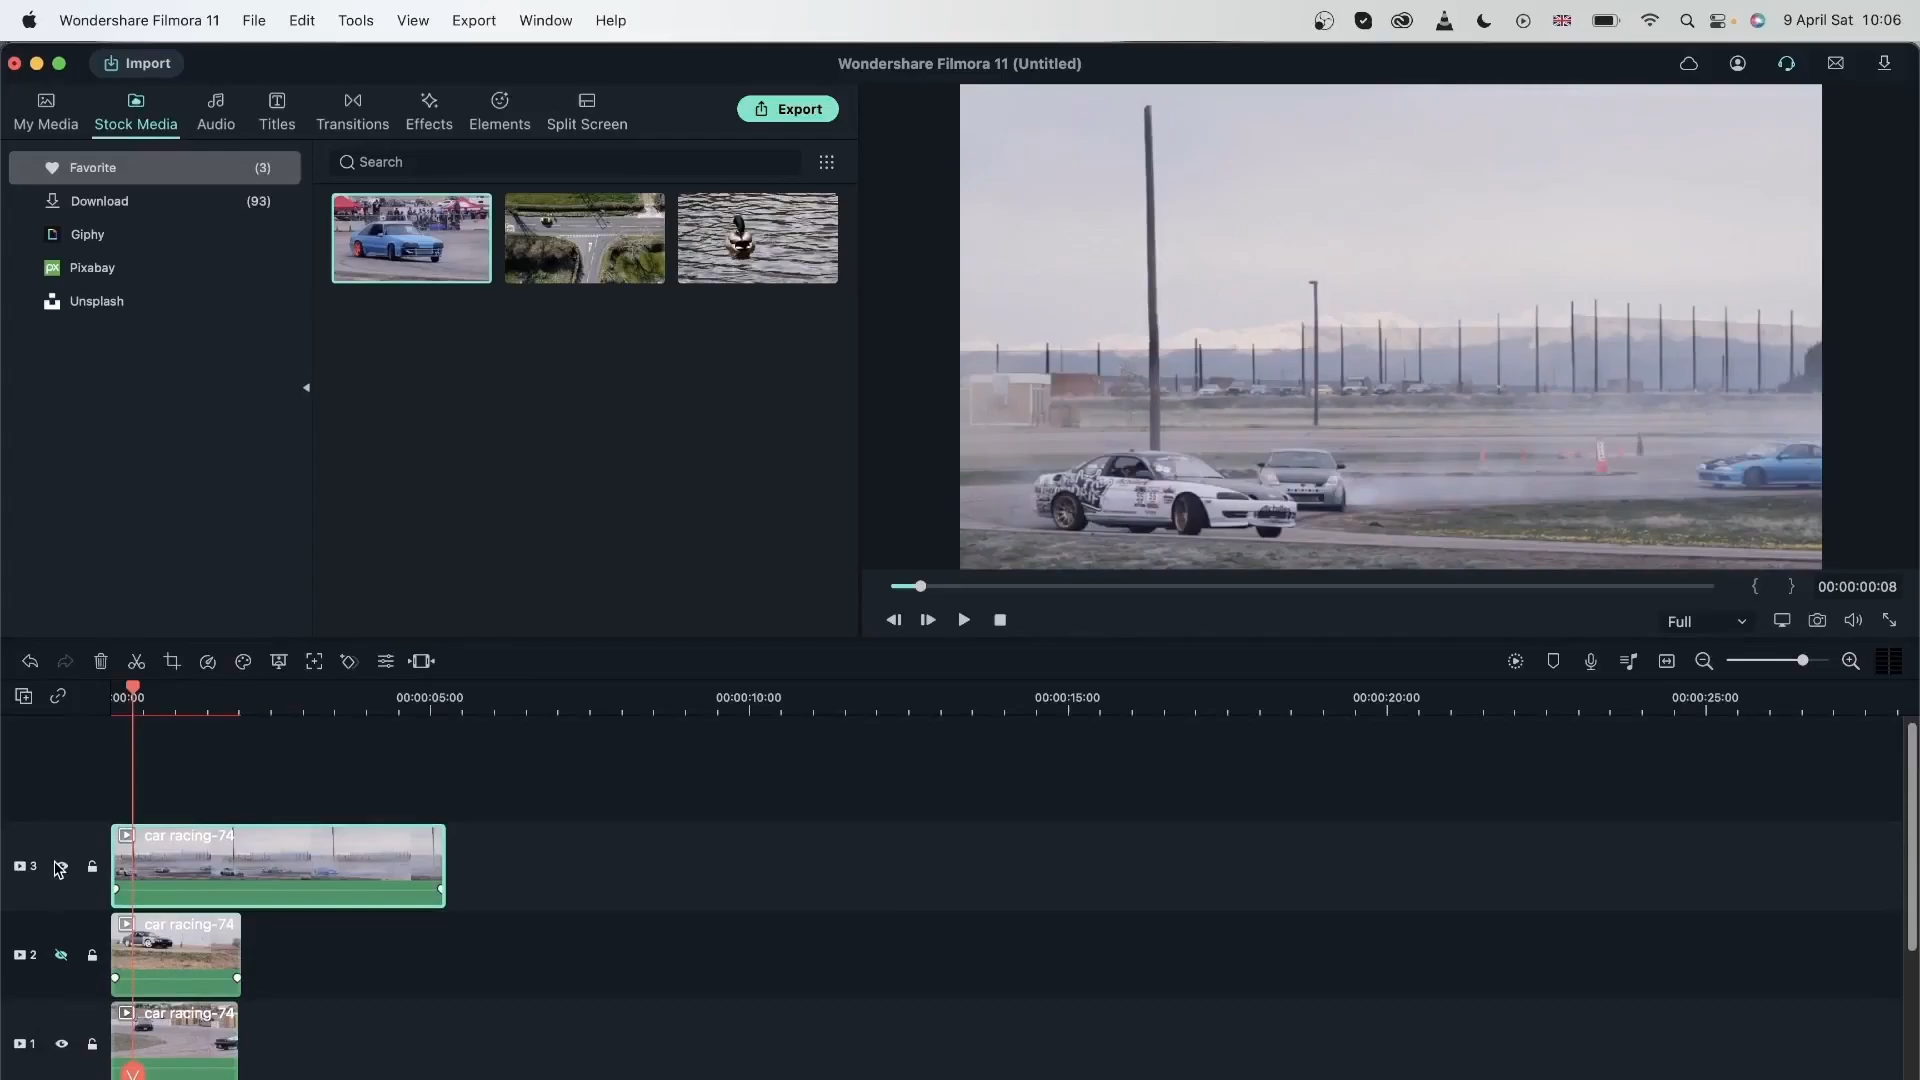 Wondershare Filmora 11 File Edit Tools View Export Window Help 9 April Sat 10:06
Import Wondershare Filmora 11 (Untitled)
My Media Stock Media Audio Titles Transitions Effects Elements Split Screen Export
Favorite (3) Search
Download (93)
Giphy
px Pixabay
Unsplash
{ } 00:00:00:08
Full
:00:00 00:00:05:00 00:00:10:00 00:00:15:00 00:00:20:00 00:00:25:00
3 car racing-74
2 car racing-74
1 car racing-74